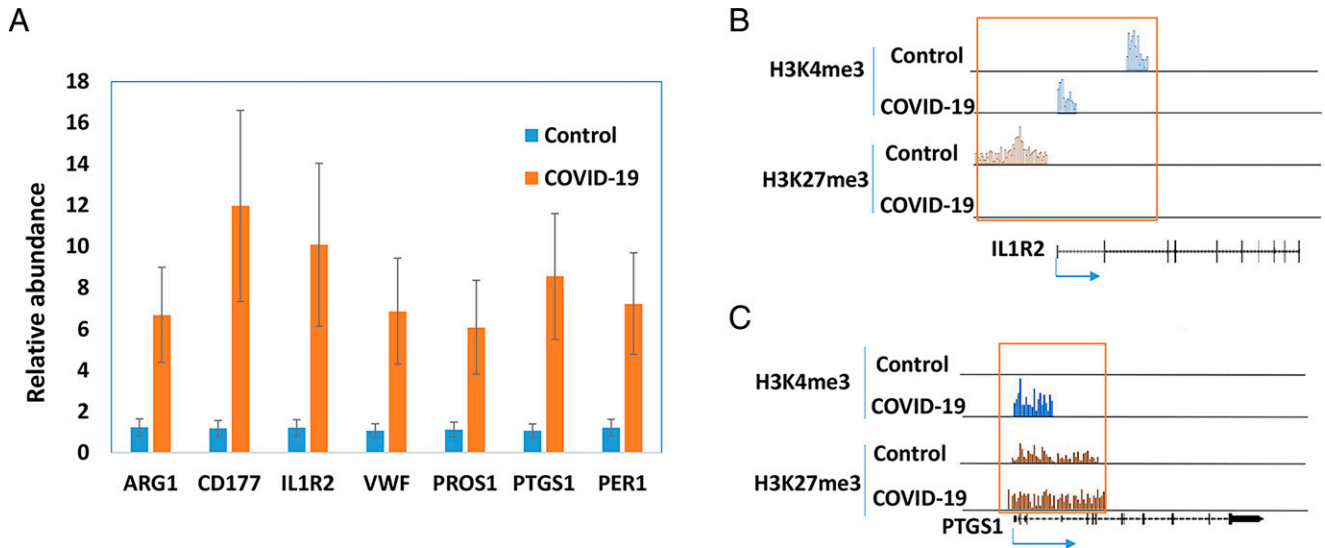 A
18
16
14
12
10
8
6
4
2
0
Relative abundance
Control
COVID-19
ARG1 CD177 IL1R2 VWF PROS1 PTGS1 PER1
B
H3K4me3
Control
COVID-19
H3K27me3
Control
COVID-19
IL1R2
C
H3K4me3
Control
COVID-19
H3K27me3
Control
COVID-19
PTGS1